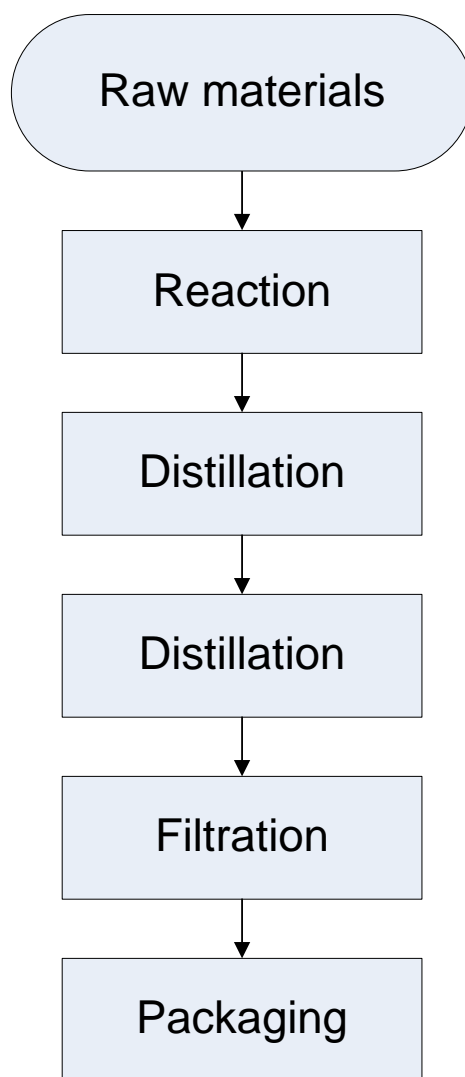 Raw materials
Reaction
Distillation
Distillation
Filtration
Packaging